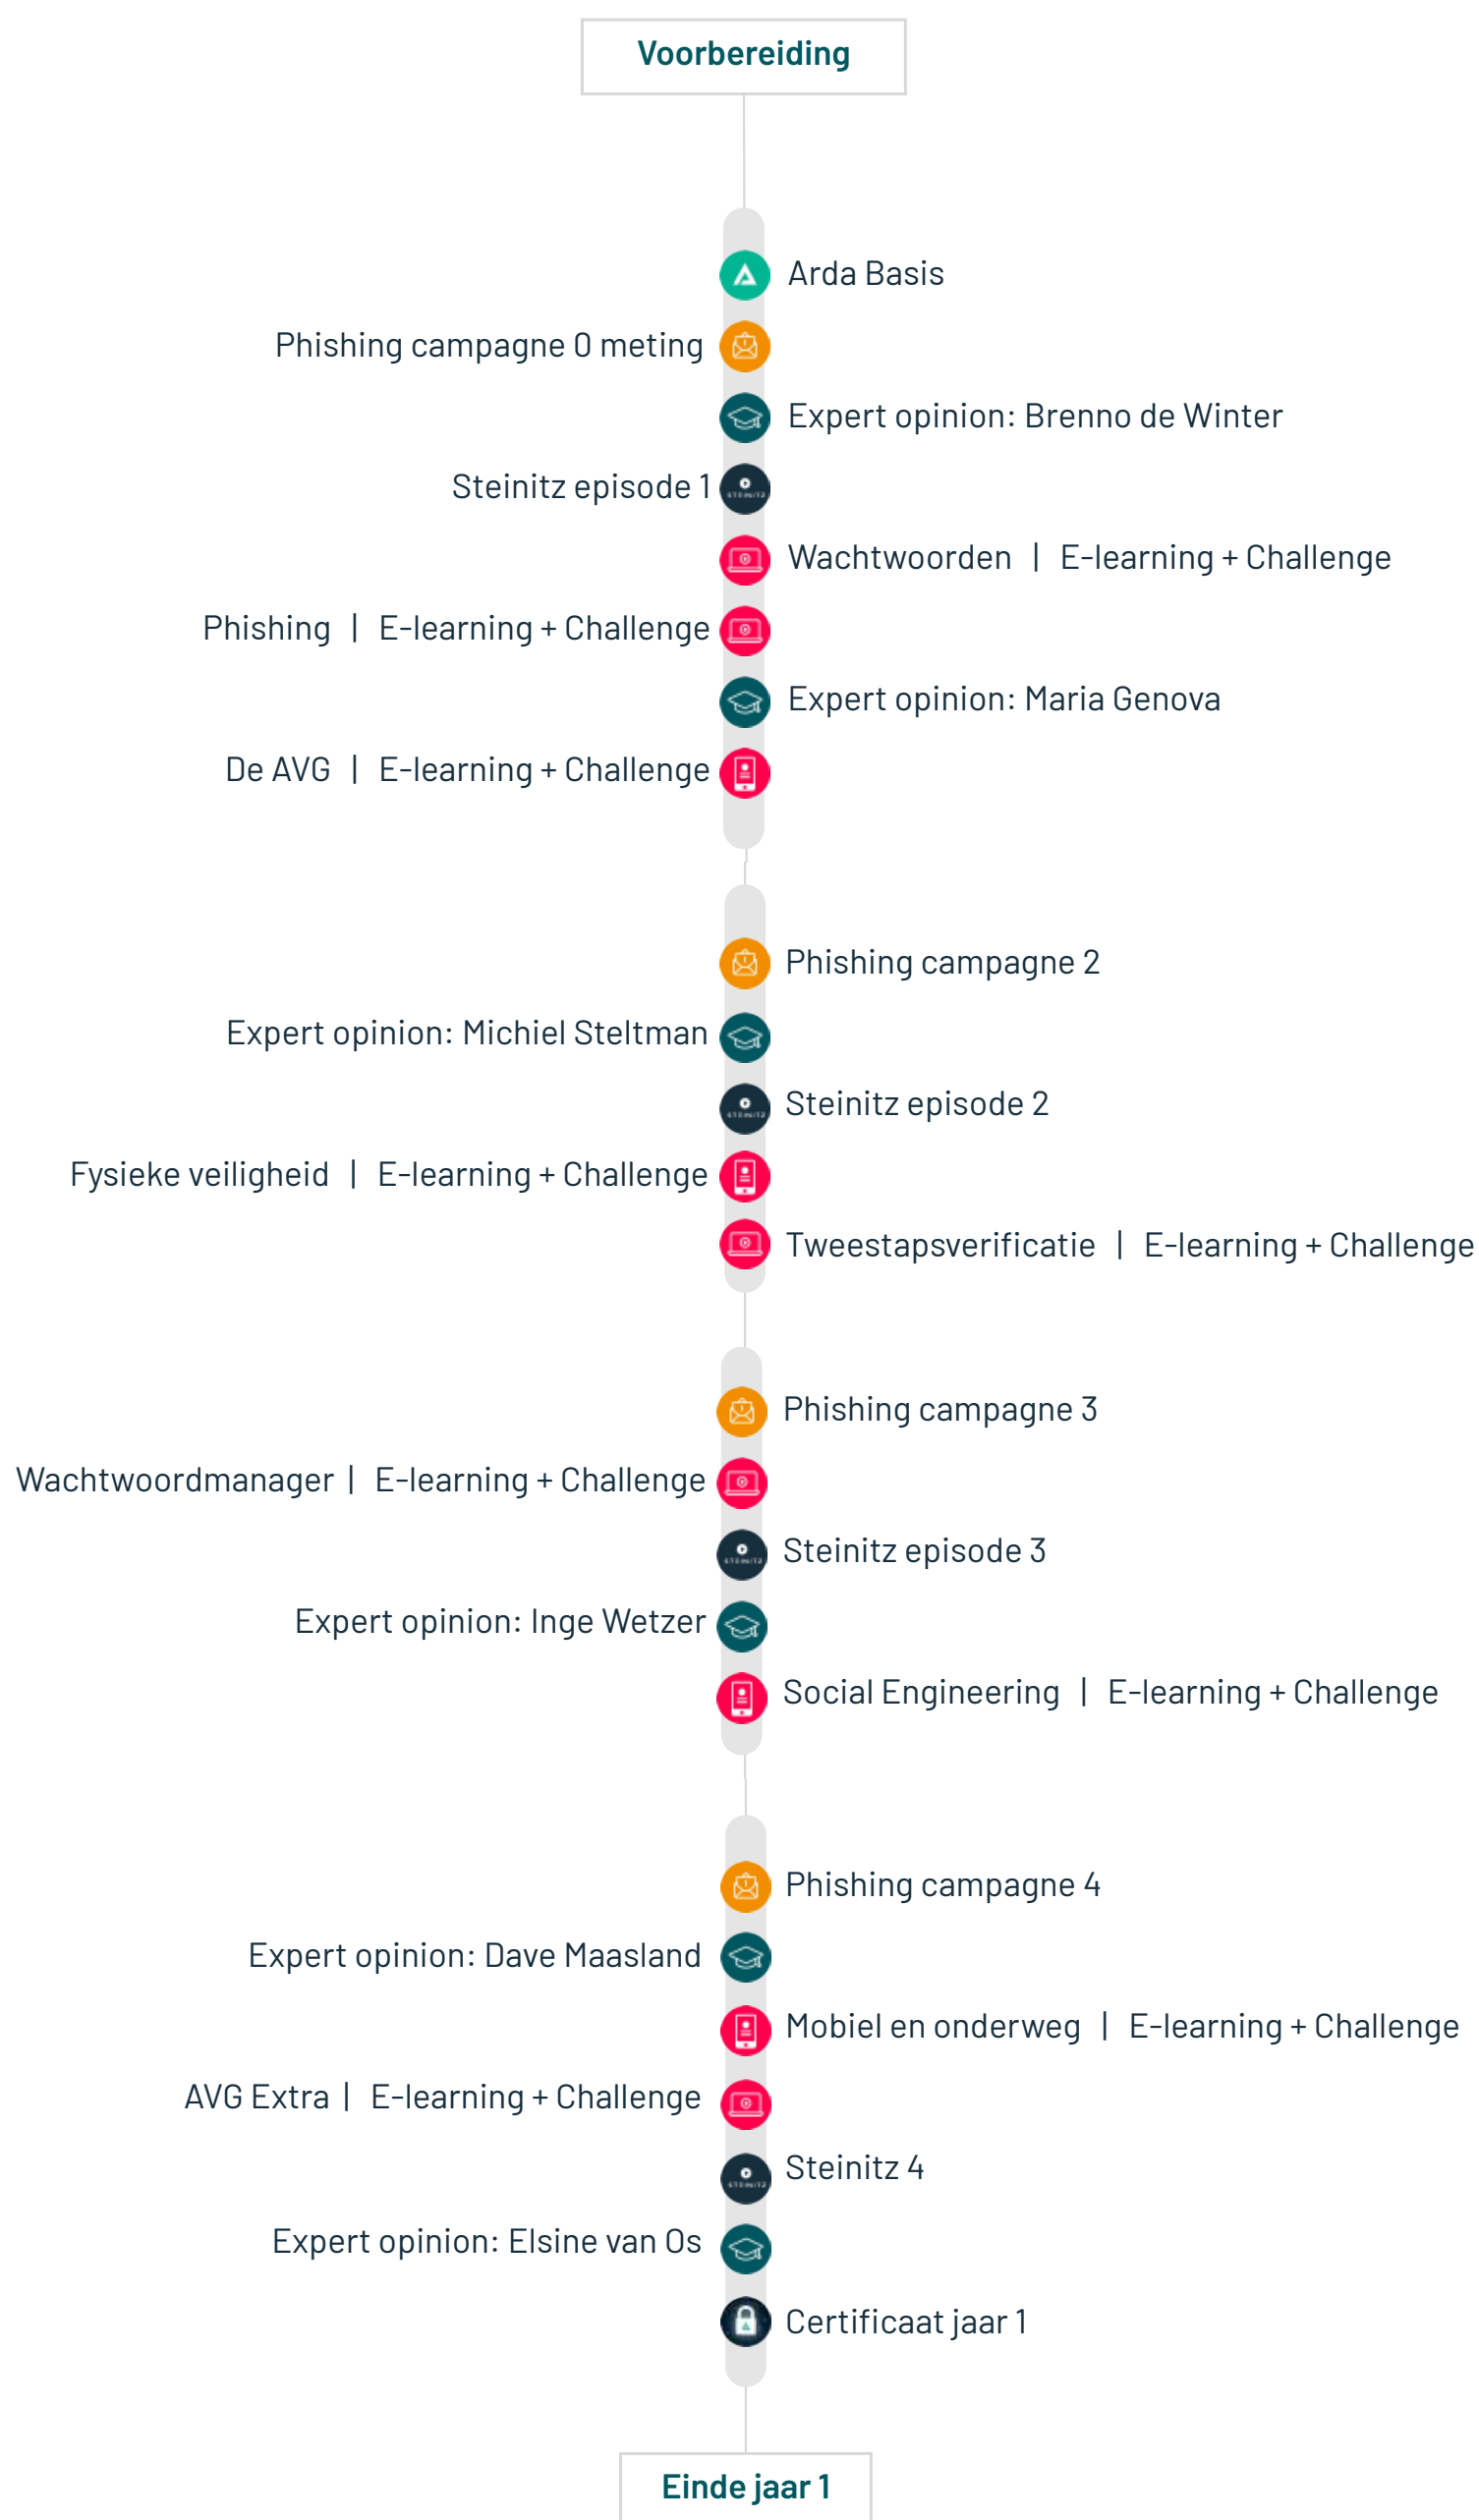 Voorbereiding
Arda Basis
Phishing campagne 0 meting
Expert opinion: Brenno de Winter
Steinitz episode 1
Wachtwoorden | E-learning + Challenge
Phishing | E-learning + Challenge
Expert opinion: Maria Genova
De AVG | E-learning + Challenge
Phishing campagne 2
Expert opinion: Michiel Steltman
Steinitz episode 2
Fysieke veiligheid | E-learning + Challenge
Tweestapsverificatie | E-learning + Challenge
Phishing campagne 3
Wachtwoordmanager | E-learning + Challenge
Steinitz episode 3
Expert opinion: Inge Wetzer
Social Engineering | E-learning + Challenge
Phishing campagne 4
Expert opinion: Dave Maasland
Mobiel en onderweg | E-learning + Challenge
AVG Extra | E-learning + Challenge
Steinitz 4
Expert opinion: Elsine van Os
Certificaat jaar 1
Einde jaar 1